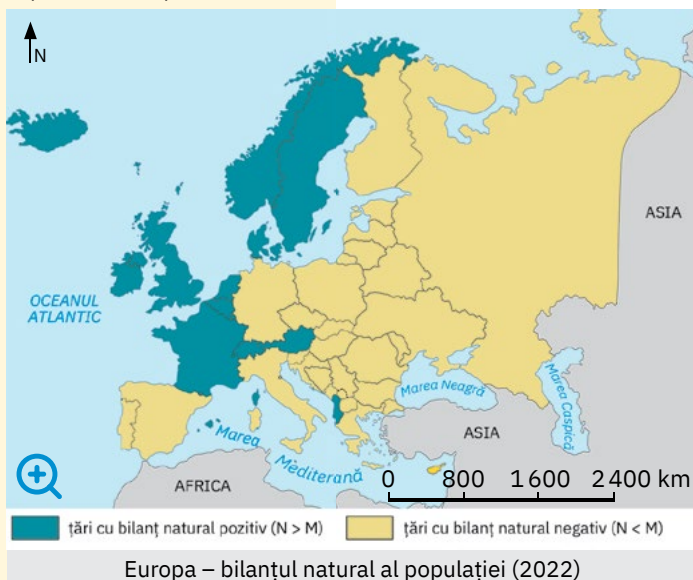 N
ASIA
OCEANUL
ATLANTIC
Marea Neagră
Marea Caspică
ASIA
Marea Mediterană
AFRICA
0 800 1 600 2 400 km
țări cu bilanț natural pozitiv (N > M)
țări cu bilanț natural negativ (N < M)
Europa – bilanțul natural al populației (2022)